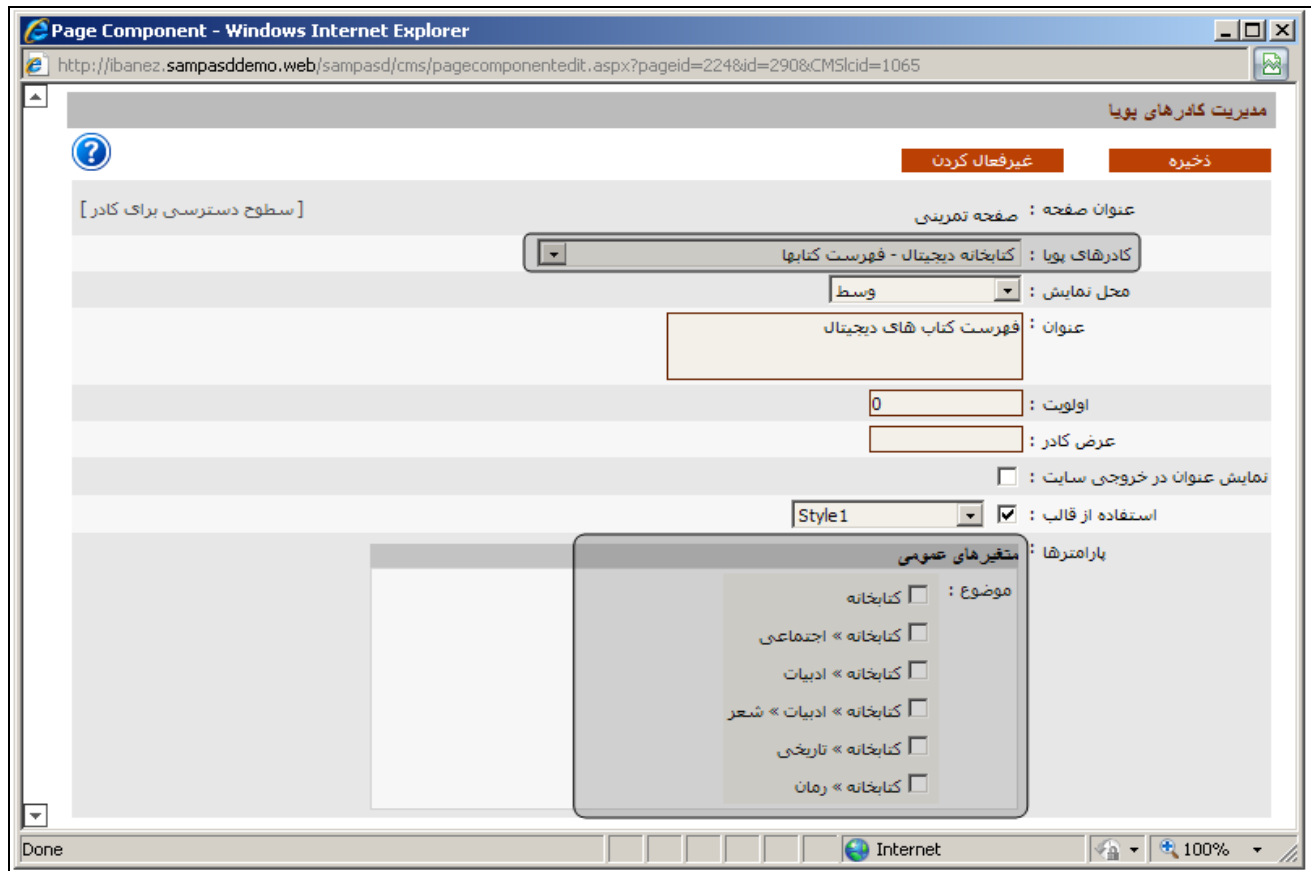 Page Component - Windows Internet Explorer
http://ibanez.sampasddemo.web/sampasd/cms/pagecomponentedit.aspx?pageid=224&id=290&CMSlcid=1065
مدیریت کادرهای پویا
ذخیره غیرفعال کردن
عنوان صفحه : صفحه تمرینی [ سطوح دسترسی برای کادر ]
کادرهای پویا : کتابخانه دیجیتال - فهرست کتابها
محل نمایش : وسط
عنوان : فهرست کتاب های دیجیتال
اولویت : 0
عرض کادر :
نمایش عنوان در خروجی سایت :
استفاده از قالب : Style1
پارامترها : متغیرهای عمومی
موضوع : کتابخانه
کتابخانه » اجتماعی
کتابخانه » ادبیات
کتابخانه » ادبیات » شعر
کتابخانه » تاریخی
کتابخانه » رمان
Done Internet 100%